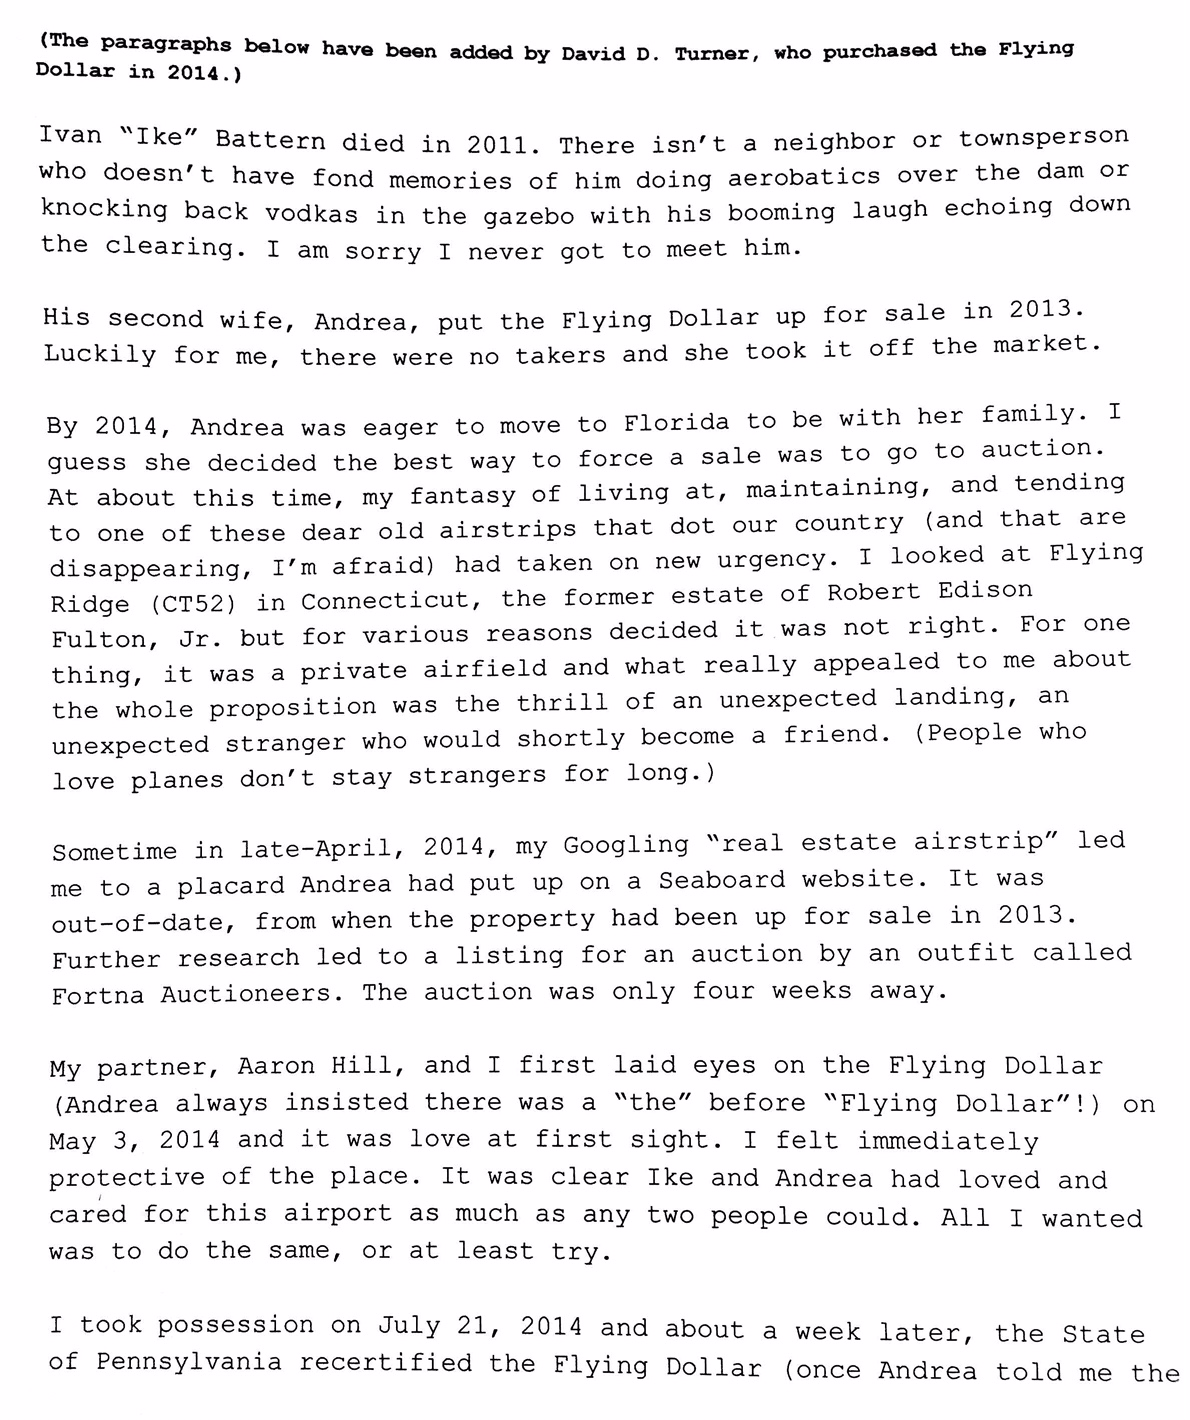 (The paragraphs below have been added by David D. Turner, who purchased the Flying
Dollar in 2014.)
Ivan “Ike” Battern died in 2011. There isn’t a neighbor or townsperson
who doesn’t have fond memories of him doing aerobatics over the dam or
knocking back vodkas in the gazebo with his booming laugh echoing down
the clearing. I am sorry I never got to meet him.
His second wife, Andrea, put the Flying Dollar up for sale in 2013.
Luckily for me, there were no takers and she took it off the market.
By 2014, Andrea was eager to move to Florida to be with her family. I
guess she decided the best way to force a sale was to go to auction.
At about this time, my fantasy of living at, maintaining, and tending
to one of these dear old airstrips that dot our country (and that are
disappearing, I’m afraid) had taken on new urgency. I looked at Flying
Ridge (CT52) in Connecticut, the former estate of Robert Edison
Fulton, Jr. but for various reasons decided it was not right. For one
thing, it was a private airfield and what really appealed to me about
the whole proposition was the thrill of an unexpected landing, an
unexpected stranger who would shortly become a friend. (People who
love planes don’t stay strangers for long.)
Sometime in late-April, 2014, my Googling “real estate airstrip” led
me to a placard Andrea had put up on a Seaboard website. It was
out-of-date, from when the property had been up for sale in 2013.
Further research led to a listing for an auction by an outfit called
Fortna Auctioneers. The auction was only four weeks away.
My partner, Aaron Hill, and I first laid eyes on the Flying Dollar
(Andrea always insisted there was a “the” before “Flying Dollar”!) on
May 3, 2014 and it was love at first sight. I felt immediately
protective of the place. It was clear Ike and Andrea had loved and
cared for this airport as much as any two people could. All I wanted
was to do the same, or at least try.
I took possession on July 21, 2014 and about a week later, the State
of Pennsylvania recertified the Flying Dollar (once Andrea told me the